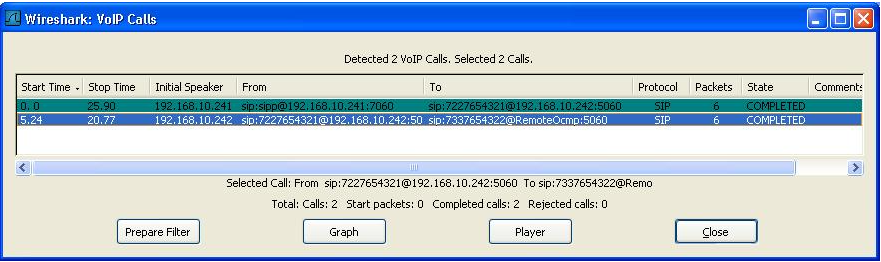 Wireshark: VoIP Calls
Detected 2 VoIP Calls. Selected 2 Calls.
Start Time Stop Time Initial Speaker From To Protocol Packets State Comments
0. 0 25.90 192.168.10.241 sip:sipp@192.168.10.241:7060 sip:7227654321@192.168.10.242:5060 SIP 6 COMPLETED
5.24 20.77 192.168.10.242 sip:7227654321@192.168.10.242:50 sip:7337654322@RemoteOcmp:5060 SIP 6 COMPLETED
Selected Call: From sip:7227654321@192.168.10.242:5060 To sip:7337654322@Remo
Total: Calls: 2 Start packets: 0 Completed calls: 2 Rejected calls: 0
Prepare Filter Graph Player Close